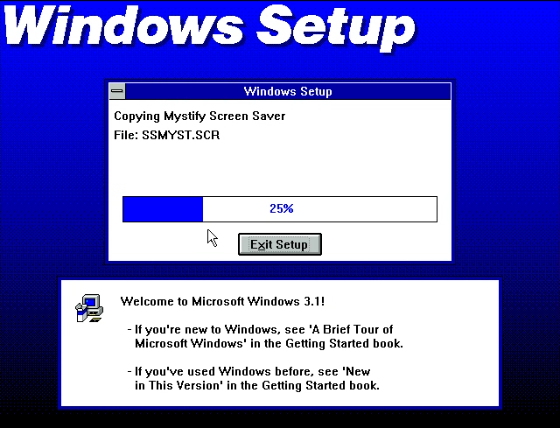 Windows Setup
Windows Setup
Copying Mystify Screen Saver
File: SSMYST.SCR
25%
Exit Setup
Welcome to Microsoft Windows 3.1!
- If you're new to Windows, see 'A Brief Tour of
Microsoft Windows' in the Getting Started book.
- If you've used Windows before, see 'New
in This Version' in the Getting Started book.